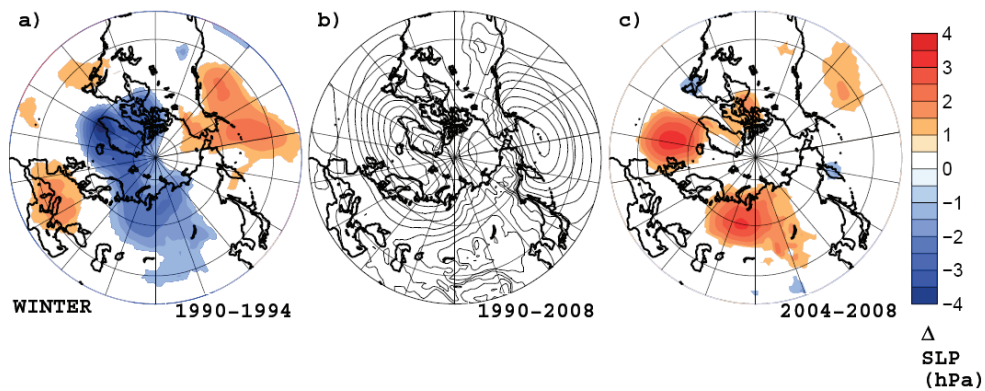 a)
b)
c)
WINTER
1990-1994
1990-2008
2004-2008
4
3
2
1
0
−1
−2
−3
−4
Δ
SLP
(hPa)